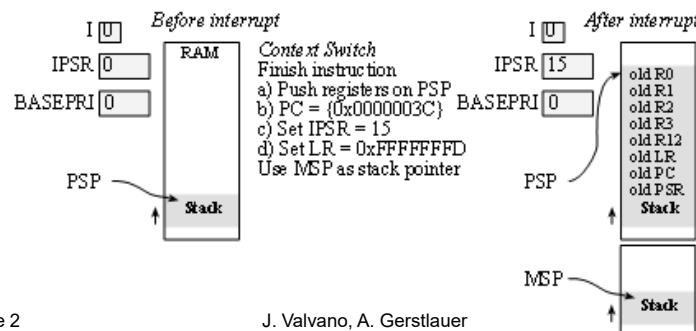 Before interrupt
I 0
IPSR 0
BASEPRI 0
RAM
PSP
Stack
Context Switch
Finish instruction
a) Push registers on PSP
b) PC = {0x0000003C}
c) Set IPSR = 15
d) Set LR = 0xFFFFFFFD
Use MSP as stack pointer
After interrupt
I 0
IPSR 15
BASEPRI 0
old R0
old R1
old R2
old R3
old R12
old LR
old PC
old PSR
Stack
PSP
MSP
Stack
e 2
J. Valvano, A. Gerstlauer